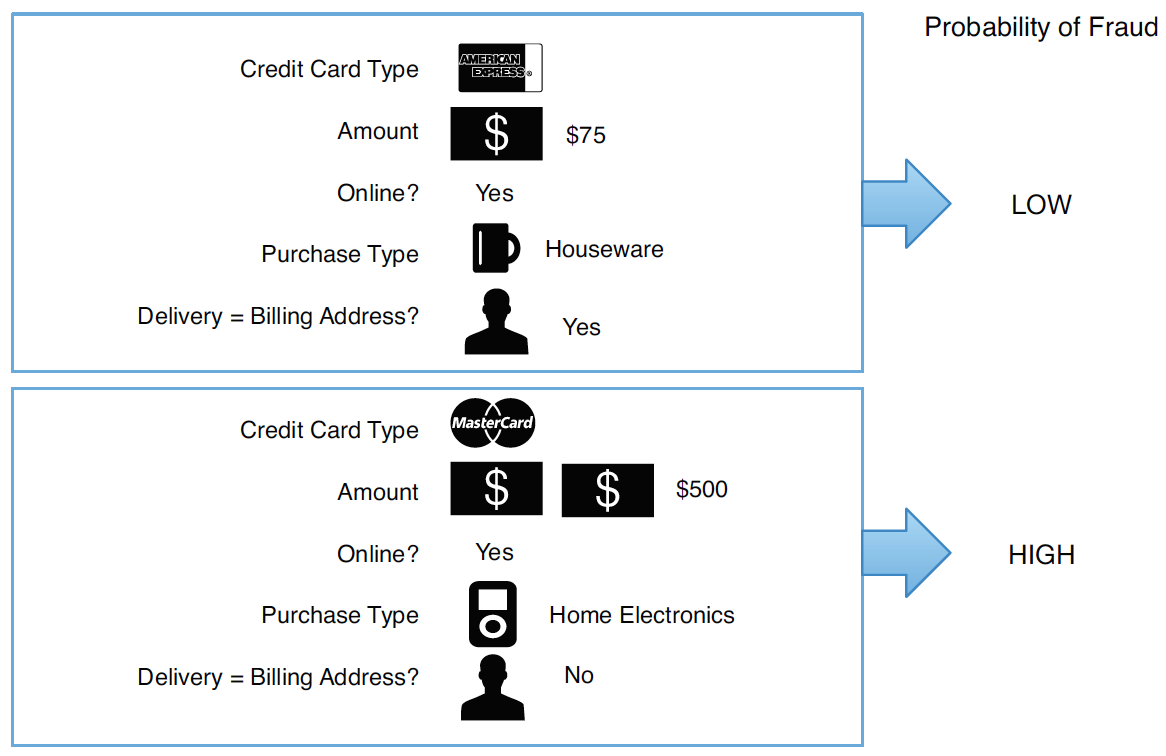 Probability of Fraud
Credit Card Type AMERICAN EXPRESS®
Amount $ $75
Online? Yes
Purchase Type Houseware
Delivery = Billing Address? Yes
LOW
Credit Card Type MasterCard
Amount $ $ $500
Online? Yes
Purchase Type Home Electronics
Delivery = Billing Address? No
HIGH